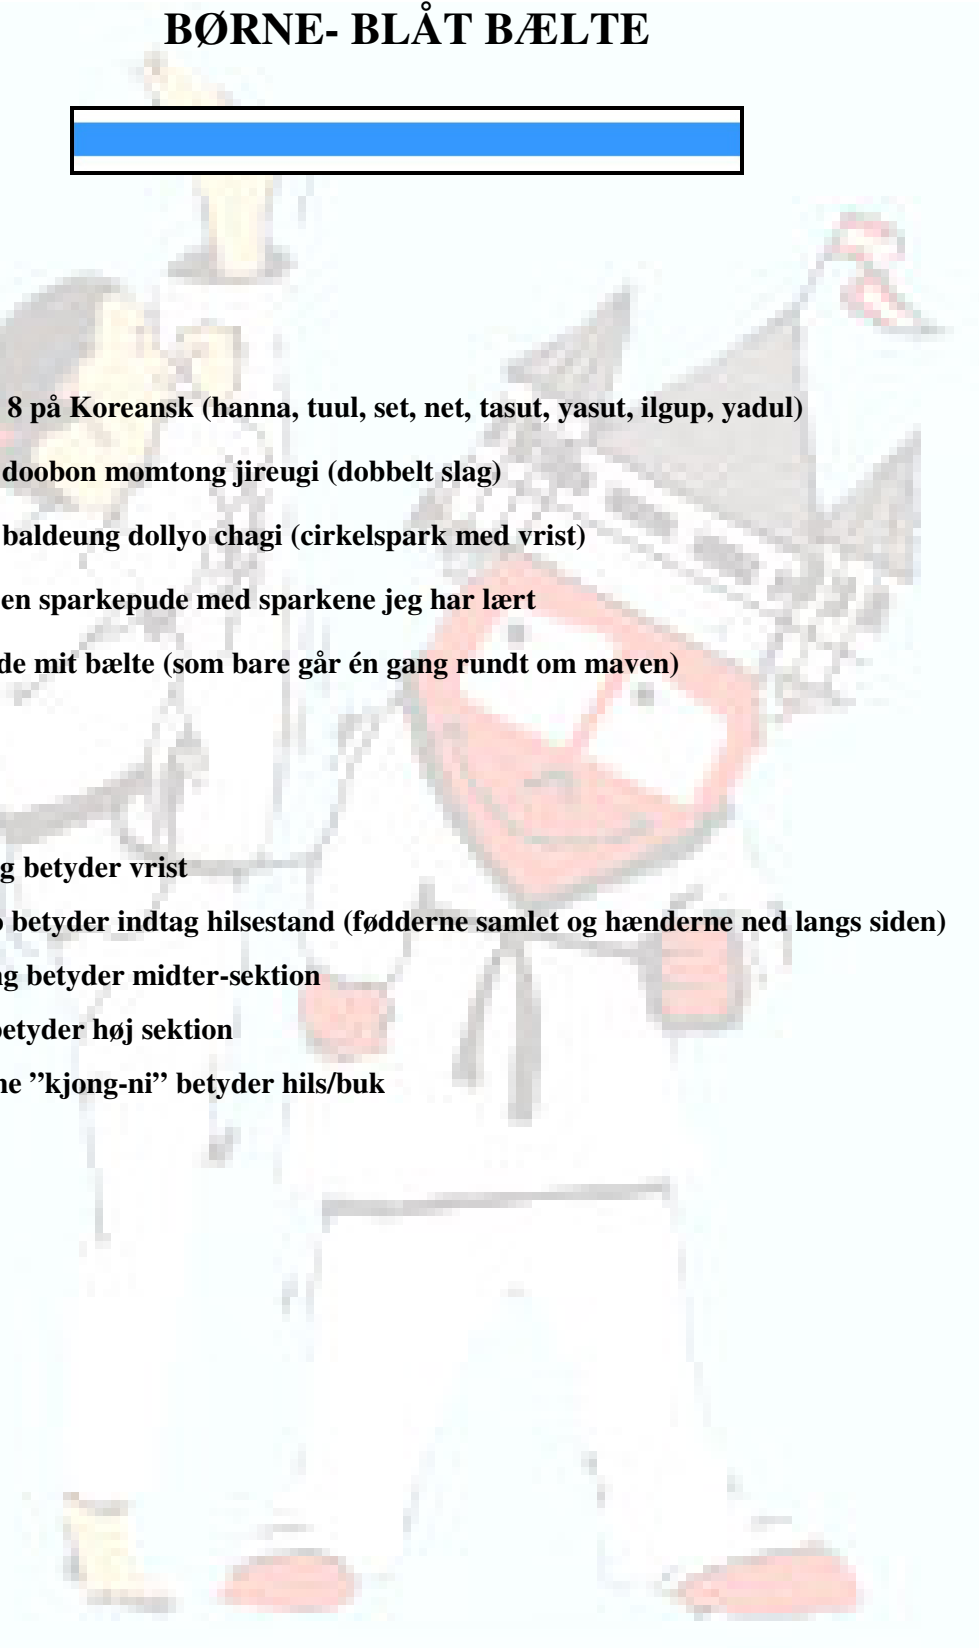 BØRNE- BLÅT BÆLTE
8 på Koreansk (hanna, tuul, set, net, tasut, yasut, ilgup, yadul)
doobon momtong jireugi (dobbelt slag)
baldeung dollyo chagi (cirkelspark med vrist)
en sparkepude med sparkene jeg har lært
de mit bælte (som bare går én gang rundt om maven)
g betyder vrist
betyder indtag hilsestand (fødderne samlet og hænderne ned langs siden)
ng betyder midter-sektion
betyder høj sektion
ne ”kjong-ni” betyder hils/buk